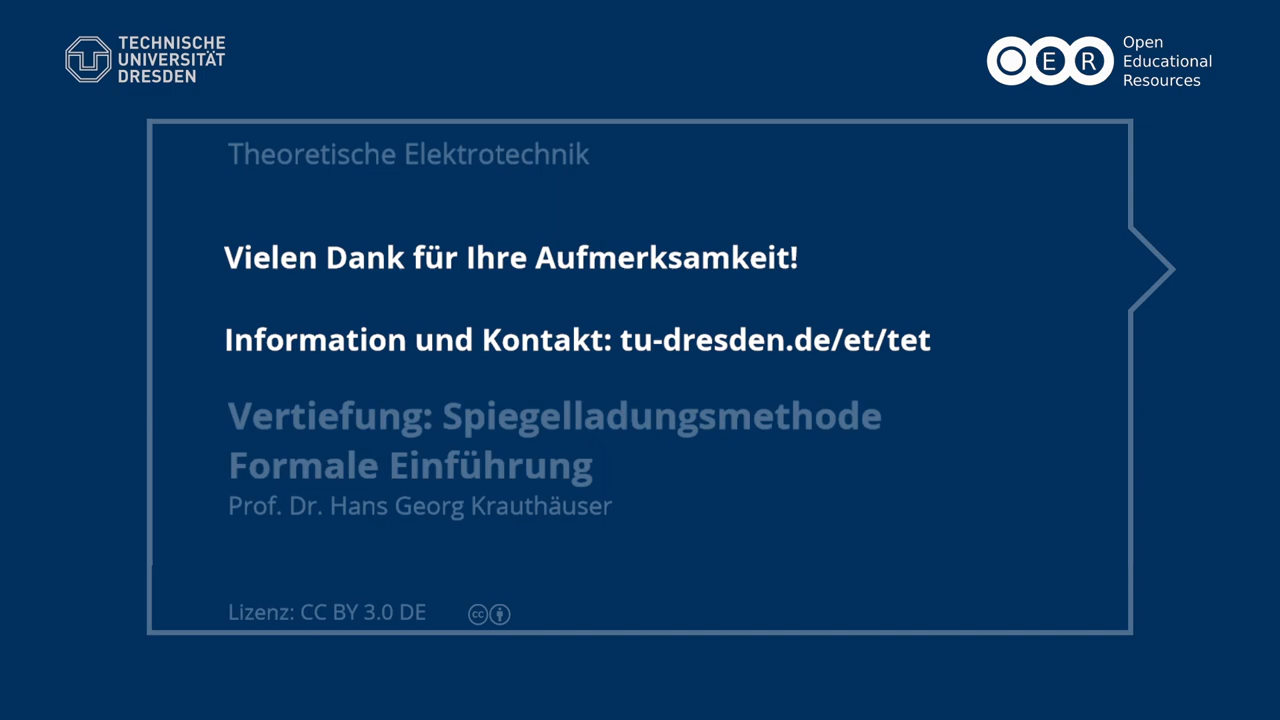 TECHNISCHE
UNIVERSITÄT
DRESDEN
OER
Open
Educational
Resources
Theoretische Elektrotechnik
Vielen Dank für Ihre Aufmerksamkeit!
Information und Kontakt: tu-dresden.de/et/tet
Vertiefung: Spiegelladungsmethode
Formale Einführung
Prof. Dr. Hans Georg Krauthäuser
Lizenz: CC BY 3.0 DE cc